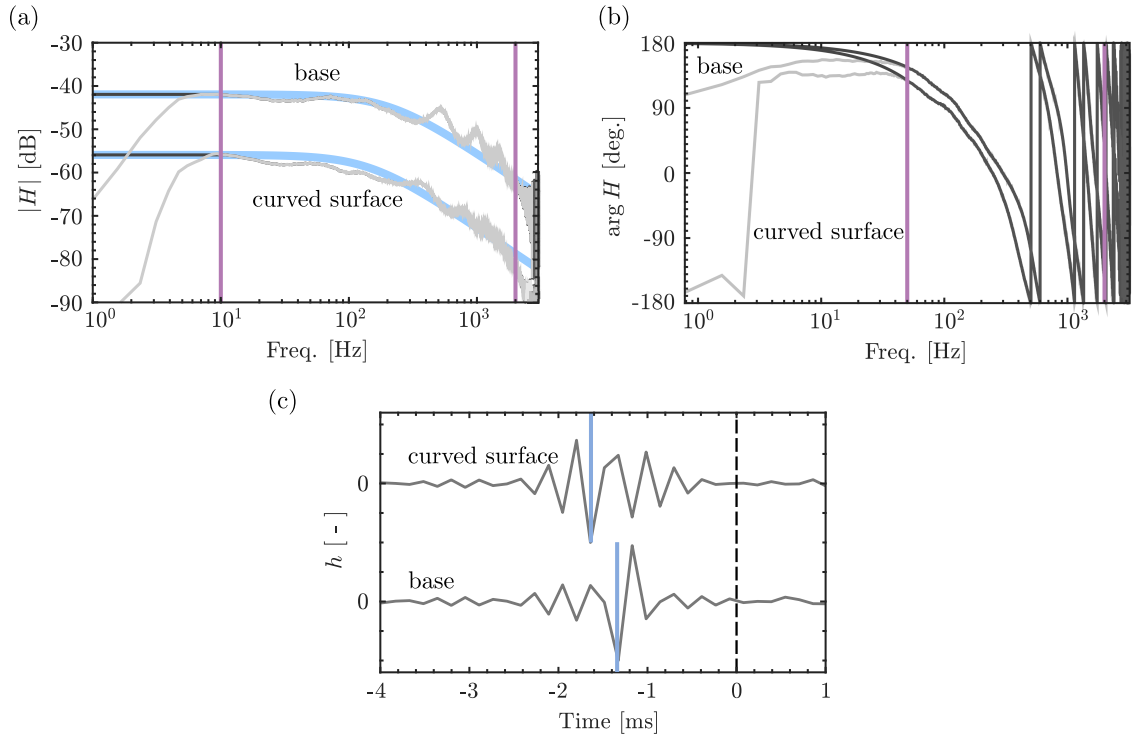 (a)
(b)
-30
-40
-50
-60
-70
-80
-90
|H| [dB]
base
curved surface
10^0
10^1
10^2
10^3
Freq. [Hz]
180
90
0
-90
-180
arg H [deg.]
base
curved surface
10^0
10^1
10^2
10^3
Freq. [Hz]
(c)
curved surface
0
h [ - ]
base
0
-4
-3
-2
-1
0
1
Time [ms]